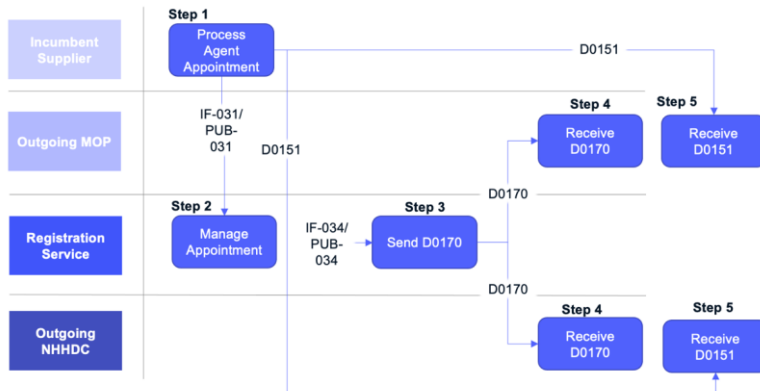 Step 1
Incumbent
Supplier
Process
Agent
Appointment
D0151
Step 4
Step 5
IF-031/
PUB-
031
Outgoing MOP
D0151
Receive
D0170
Receive
D0151
D0170
Step 2
Step 3
Registration
Service
Manage
Appointment
IF-034/
PUB-
034
Send D0170
D0170
Step 4
Step 5
Outgoing
NHHDC
Receive
D0170
Receive
D0151